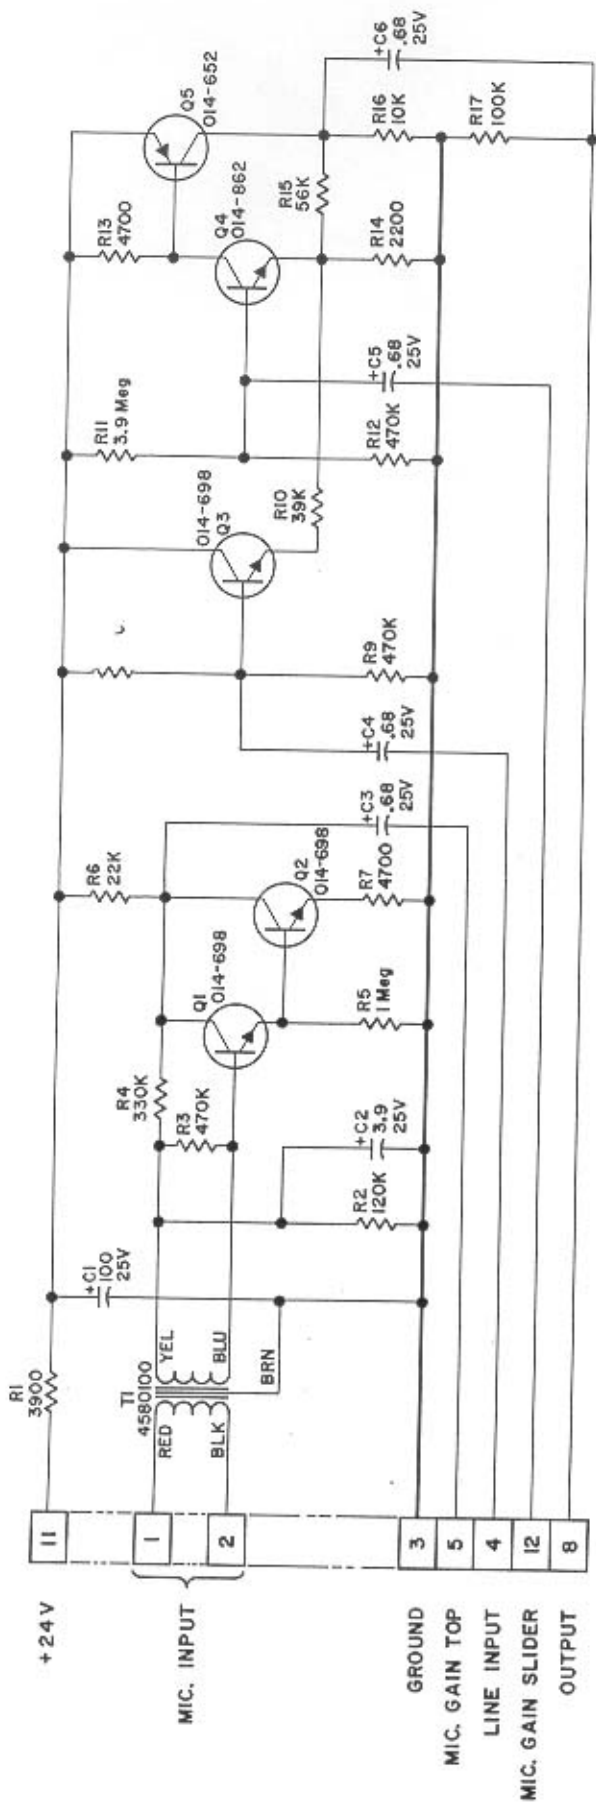 +24V
11
R1
3900
+C1
100
25V
MIC. INPUT
1
2
T1
4580100
RED
BLK
YEL
BLU
BRN
R2
120K
+C2
3.9
25V
R3
470K
R4
330K
Q1
014-698
R5
1 Meg
R6
22K
Q2
014-698
R7
4700
+C3
.68
25V
+C4
.68
25V
R9
470K
014-698
Q3
R10
39K
R11
3.9 Meg
R12
470K
+C5
.68
25V
R13
4700
Q4
014-862
R14
2200
Q5
014-652
R15
56K
R16
10K
R17
100K
+C6
.68
25V
GROUND
3
MIC. GAIN TOP
5
LINE INPUT
4
MIC. GAIN SLIDER
12
OUTPUT
8